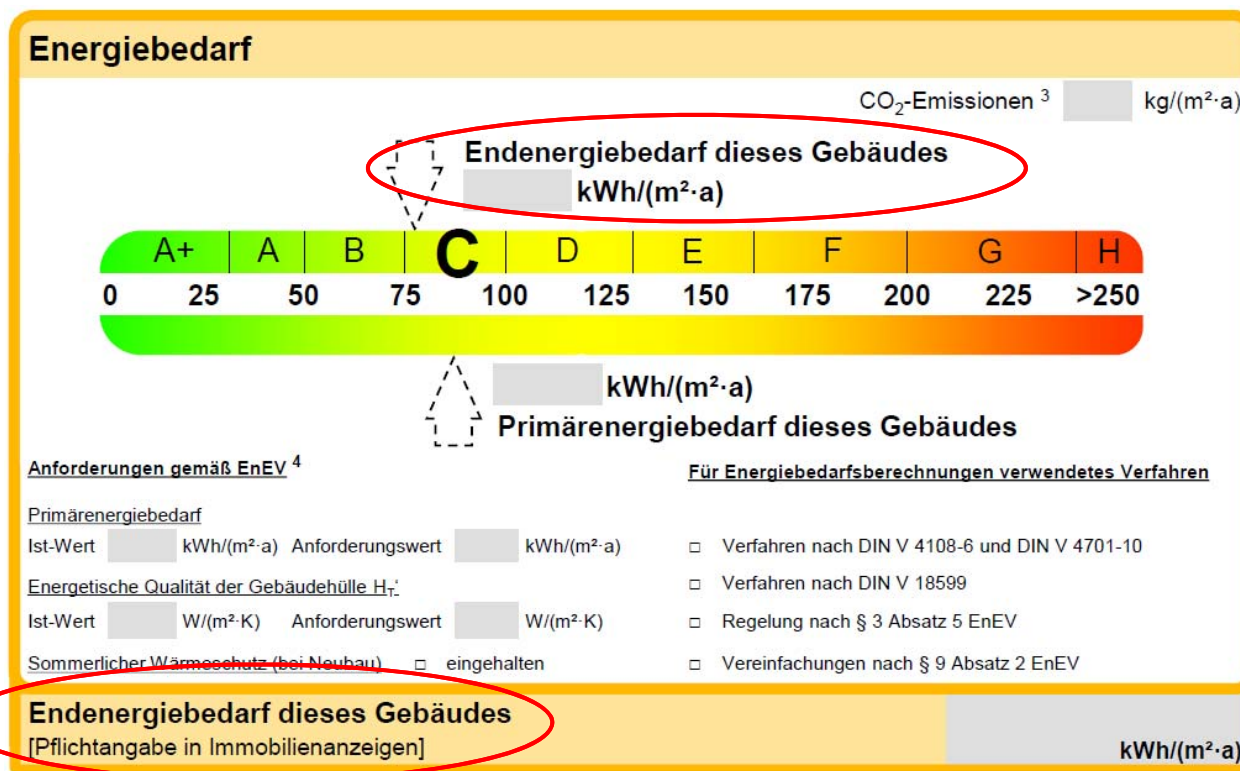 Energiebedarf
CO₂-Emissionen ³ kg/(m²·a)
Endenergiebedarf dieses Gebäudes
kWh/(m²·a)
A+ A B C D E F G H
0 25 50 75 100 125 150 175 200 225 >250
kWh/(m²·a)
Primärenergiebedarf dieses Gebäudes
Anforderungen gemäß EnEV ⁴
Primärenergiebedarf
Ist-Wert kWh/(m²·a) Anforderungswert kWh/(m²·a)
Energetische Qualität der Gebäudehülle H_T'
Ist-Wert W/(m²·K) Anforderungswert W/(m²·K)
Sommerlicher Wärmeschutz (bei Neubau) □ eingehalten
Für Energiebedarfsberechnungen verwendetes Verfahren
□ Verfahren nach DIN V 4108-6 und DIN V 4701-10
□ Verfahren nach DIN V 18599
□ Regelung nach § 3 Absatz 5 EnEV
□ Vereinfachungen nach § 9 Absatz 2 EnEV
Endenergiebedarf dieses Gebäudes
[Pflichtangabe in Immobilienanzeigen]
kWh/(m²·a)